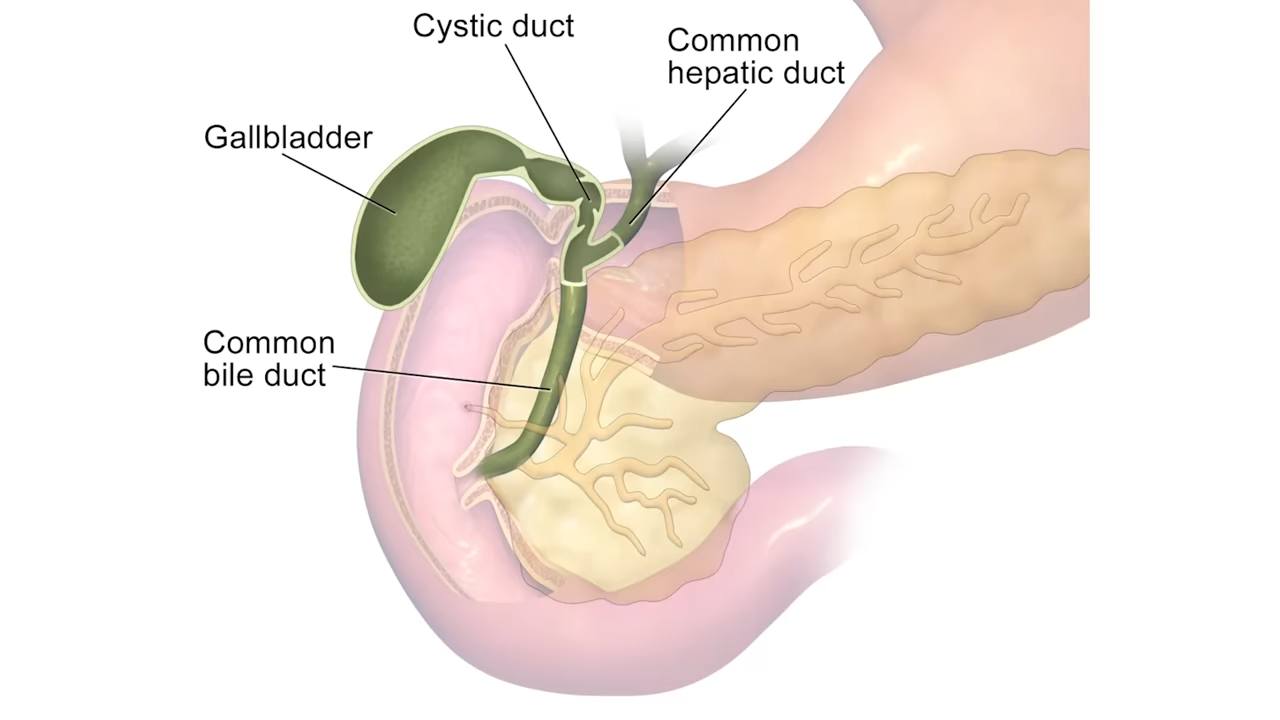 Cystic duct
Common
hepatic duct
Gallbladder
Common
bile duct